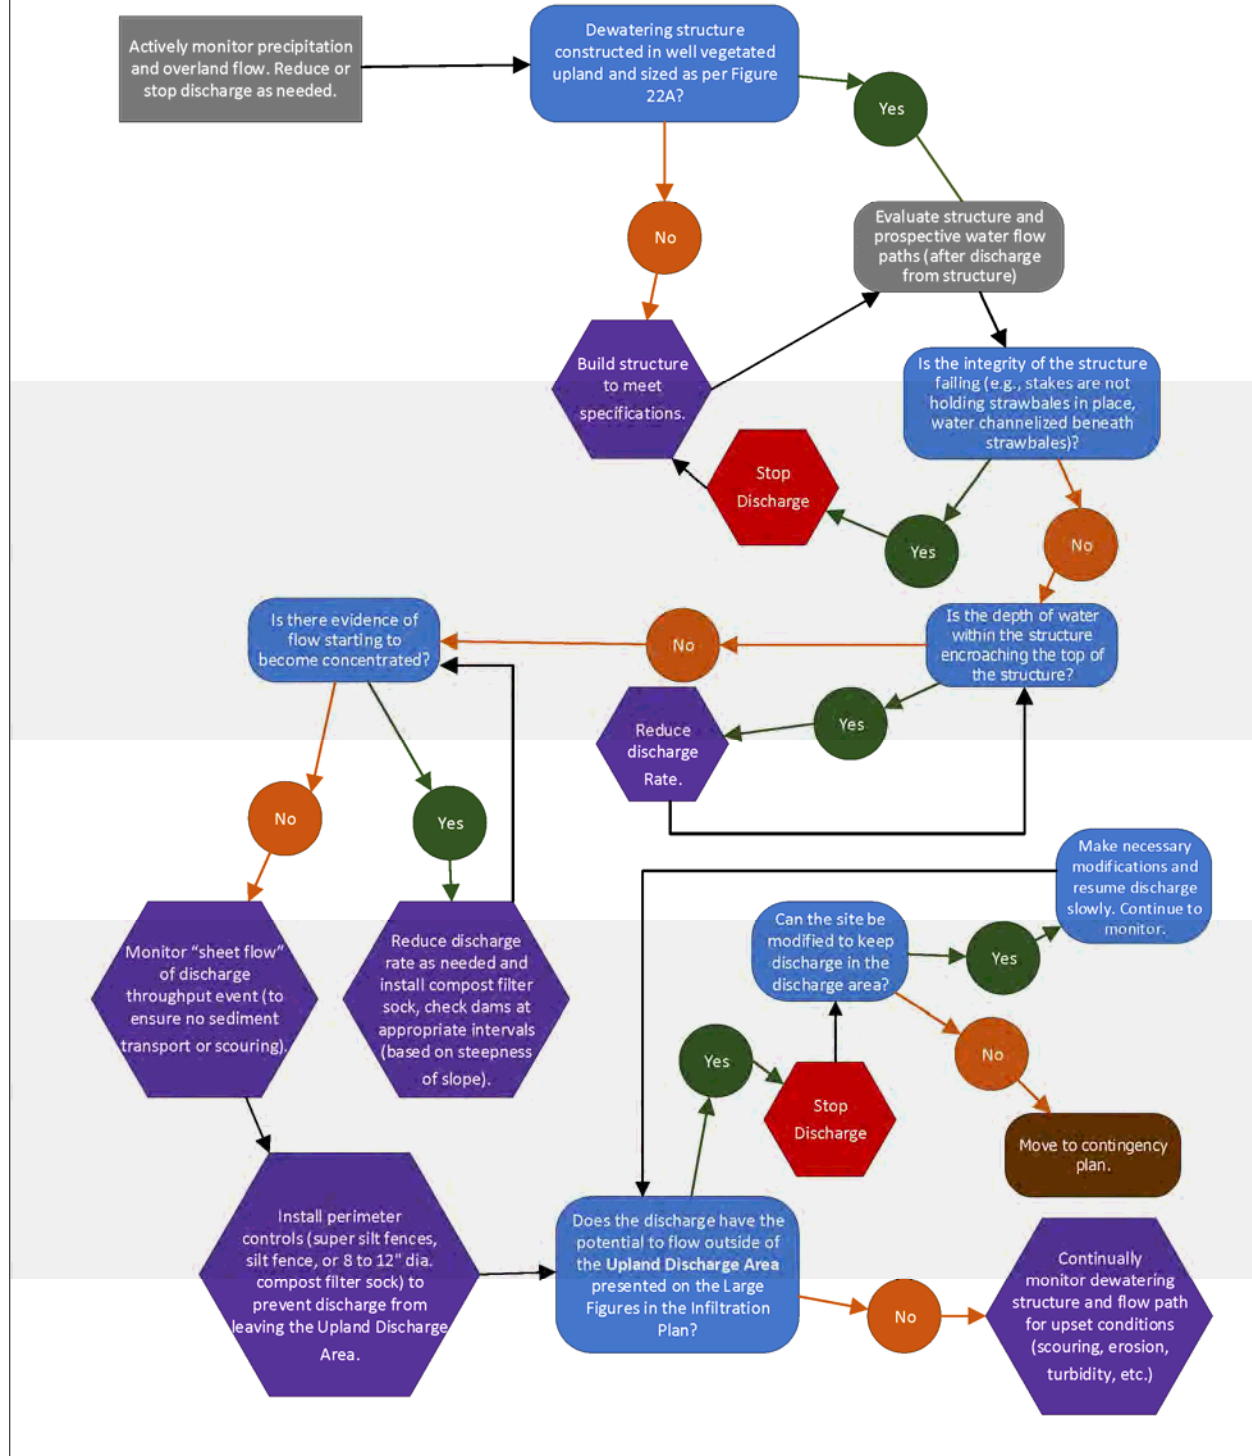 Actively monitor precipitation
and overland flow. Reduce or
stop discharge as needed.
Dewatering structure
constructed in well vegetated
upland and sized as per Figure
22A?
Yes
No
Evaluate structure and
prospective water flow
paths (after discharge
from structure)
Build structure
to meet
specifications.
Is the integrity of the structure
failing (e.g., stakes are not
holding strawbales in place,
water channelized beneath
strawbales)?
Stop
Discharge
Yes
No
Is there evidence of
flow starting to
become concentrated?
No
Is the depth of water
within the structure
encroaching the top of
the structure?
Reduce
discharge
Rate.
Yes
No
Yes
Make necessary
modifications and
resume discharge
slowly. Continue to
monitor.
Can the site be
modified to keep
discharge in the
discharge area?
Yes
Monitor “sheet flow”
of discharge
throughput event (to
ensure no sediment
transport or scouring).
Reduce discharge
rate as needed and
install compost filter
sock, check dams at
appropriate intervals
(based on steepness
of slope).
Yes
No
Stop
Discharge
Move to contingency
plan.
Install perimeter
controls (super silt fences,
silt fence, or 8 to 12" dia.
compost filter sock) to
prevent discharge from
leaving the Upland Discharge
Area.
Does the discharge have the
potential to flow outside of
the Upland Discharge Area
presented on the Large
Figures in the Infiltration
Plan?
No
Continually
monitor dewatering
structure and flow path
for upset conditions
(scouring, erosion,
turbidity, etc.)